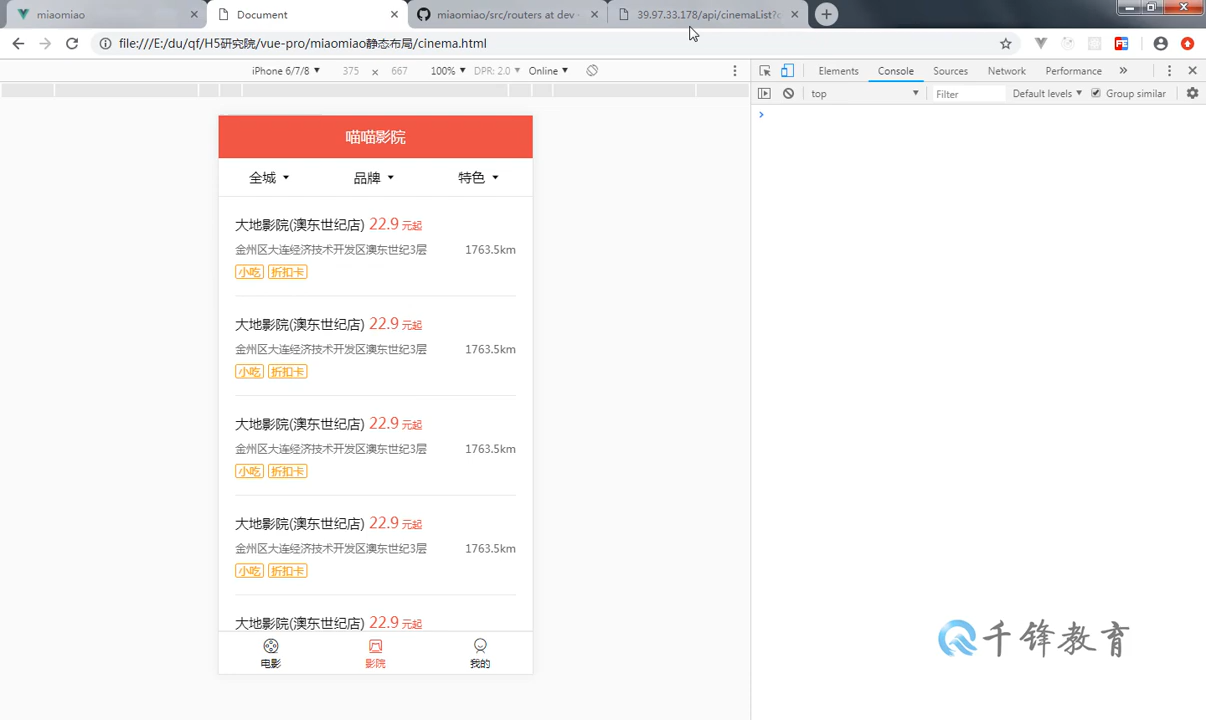 miaomiao
Document
miaomiao/src/routers at dev -
39.97.33.178/api/cinemaList?c
file:///E:/du/qf/H5研究院/vue-pro/miaomiao静态布局/cinema.html
iPhone 6/7/8 ▼ 375 × 667 100% ▼ DPR: 2.0 ▼ Online ▼
Elements Console Sources Network Performance »
top ▼ Filter Default levels ▼ Group similar
喵喵影院
全城 品牌 特色
大地影院(澳东世纪店) 22.9 元起
金州区大连经济技术开发区澳东世纪3层 1763.5km
小吃 折扣卡
大地影院(澳东世纪店) 22.9 元起
金州区大连经济技术开发区澳东世纪3层 1763.5km
小吃 折扣卡
大地影院(澳东世纪店) 22.9 元起
金州区大连经济技术开发区澳东世纪3层 1763.5km
小吃 折扣卡
大地影院(澳东世纪店) 22.9 元起
金州区大连经济技术开发区澳东世纪3层 1763.5km
小吃 折扣卡
大地影院(澳东世纪店) 22.9 元起
电影 影院 我的
千锋教育